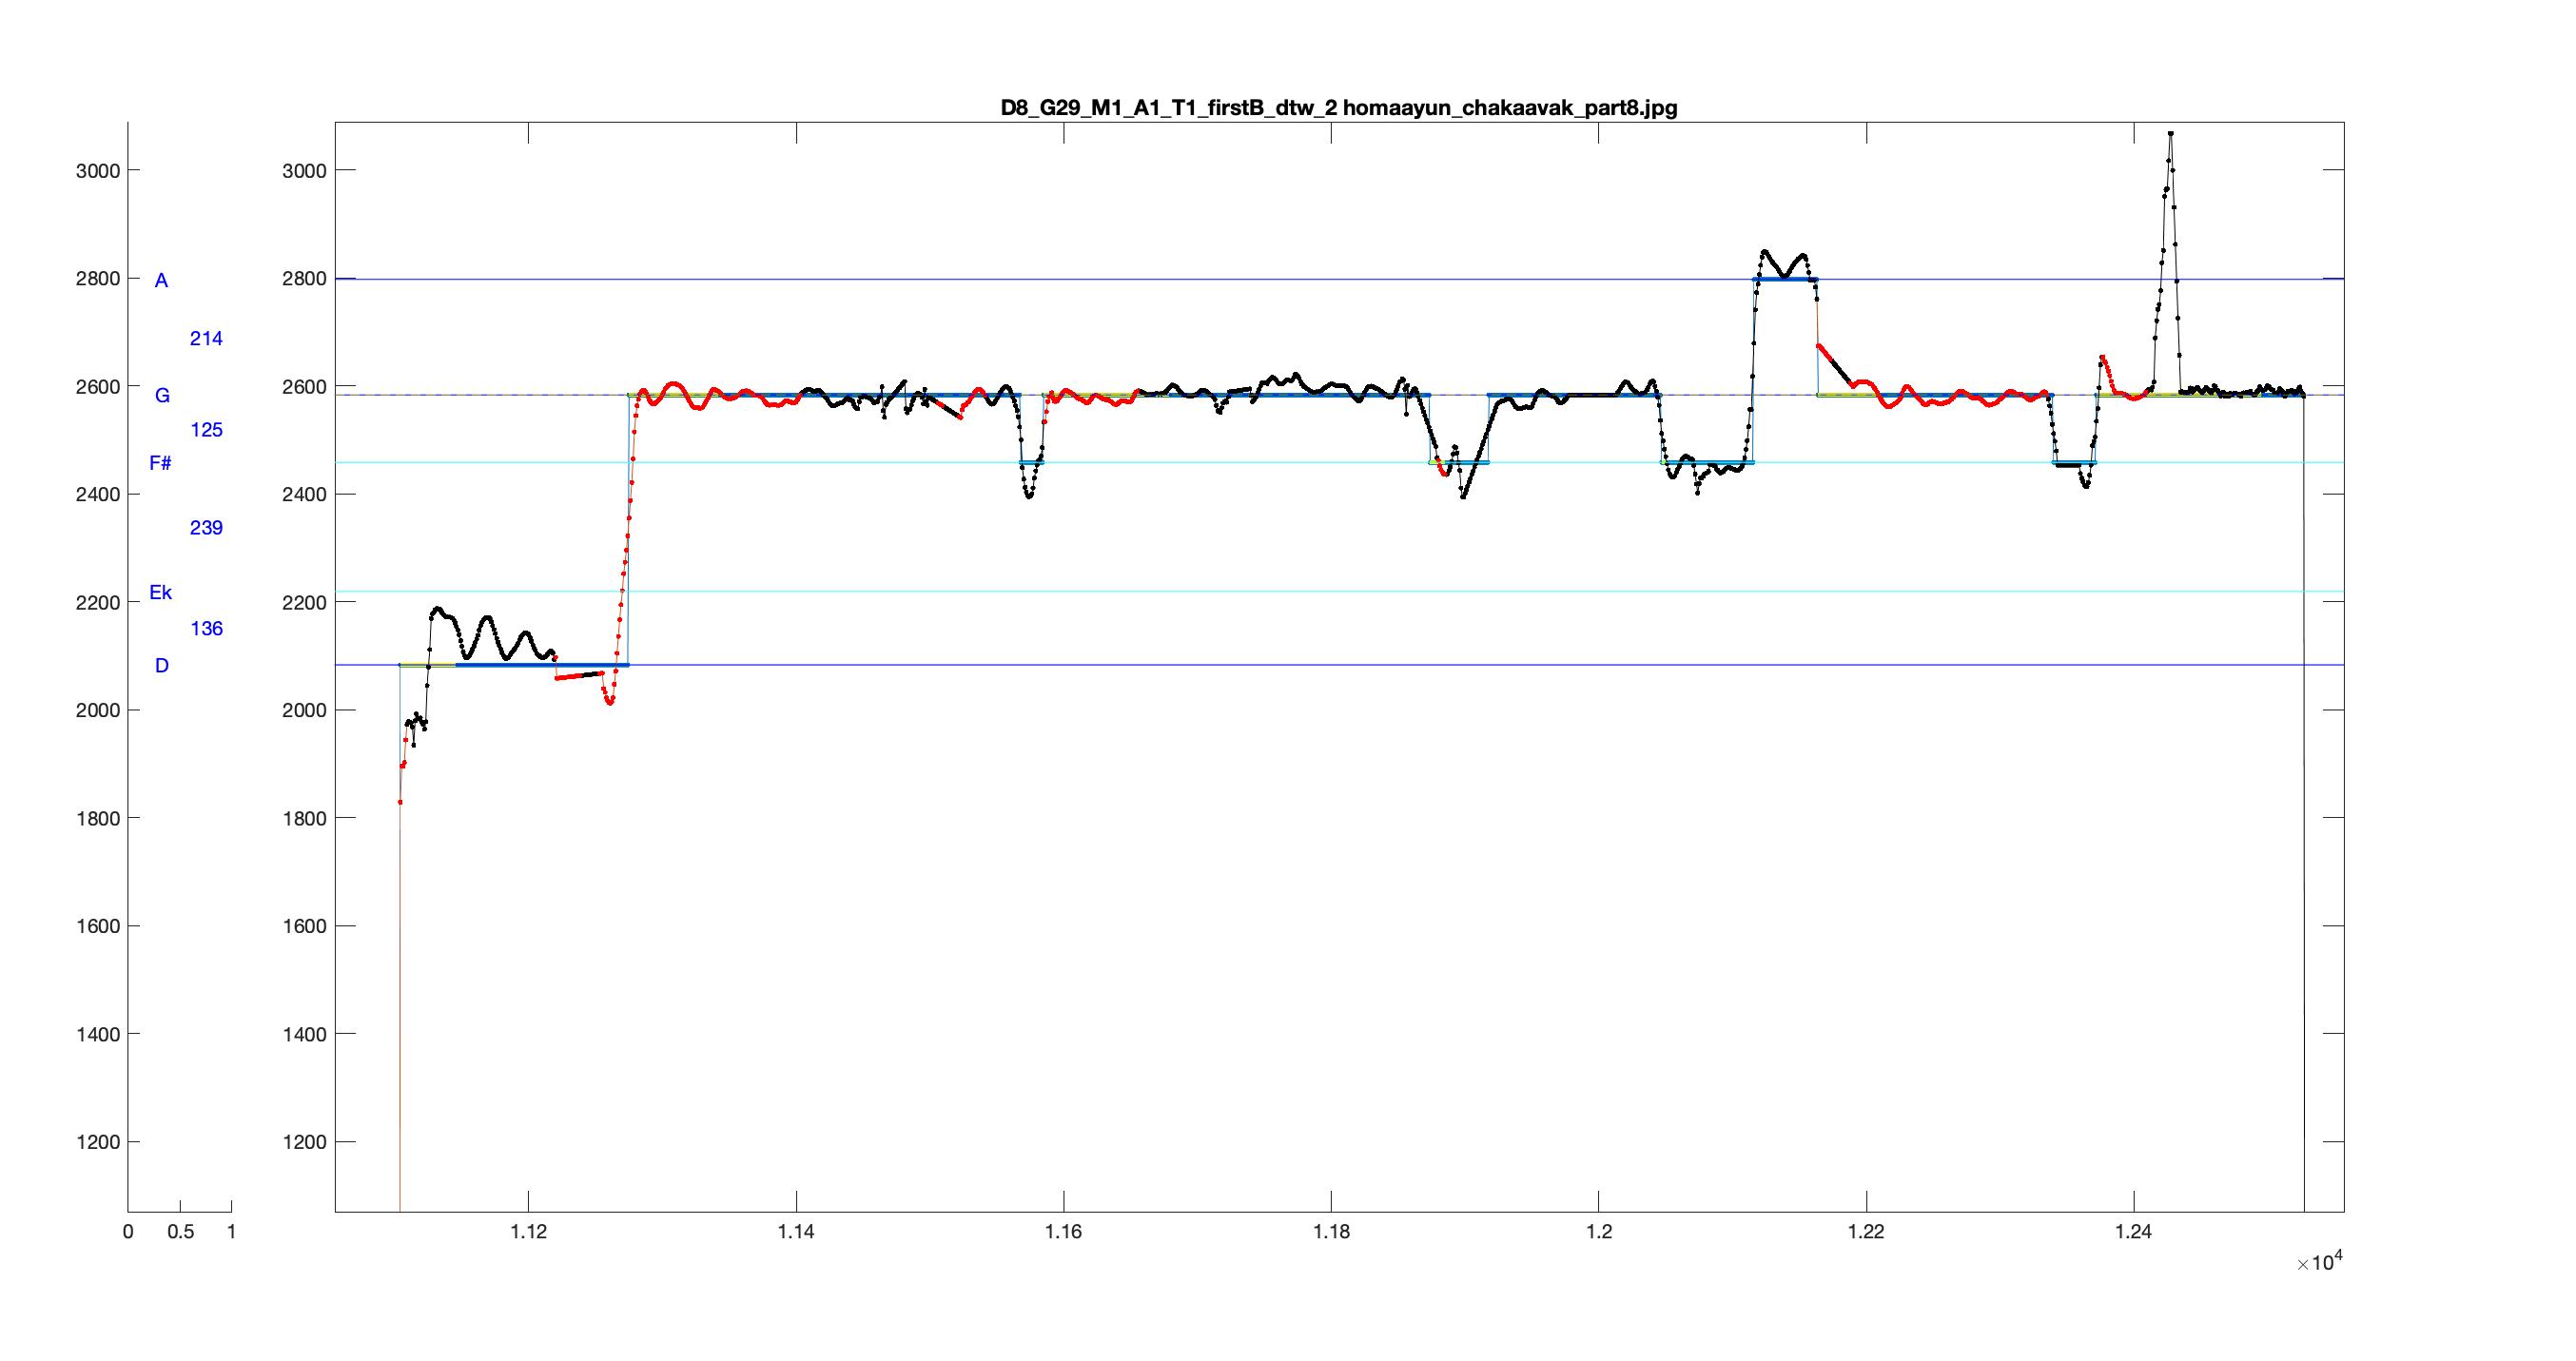 D8_G29_M1_A1_T1_firstB_dtw_2 homaayun_chakaavak_part8.jpg
3000 3000
2800 A 2800
214
2600 2600
G
125
F#
2400 2400
239
Ek
2200 2200
136
D
2000 2000
1800 1800
1600 1600
1400 1400
1200 1200
0 0.5 1 1.12 1.14 1.16 1.18 1.2 1.22 1.24
×10⁴